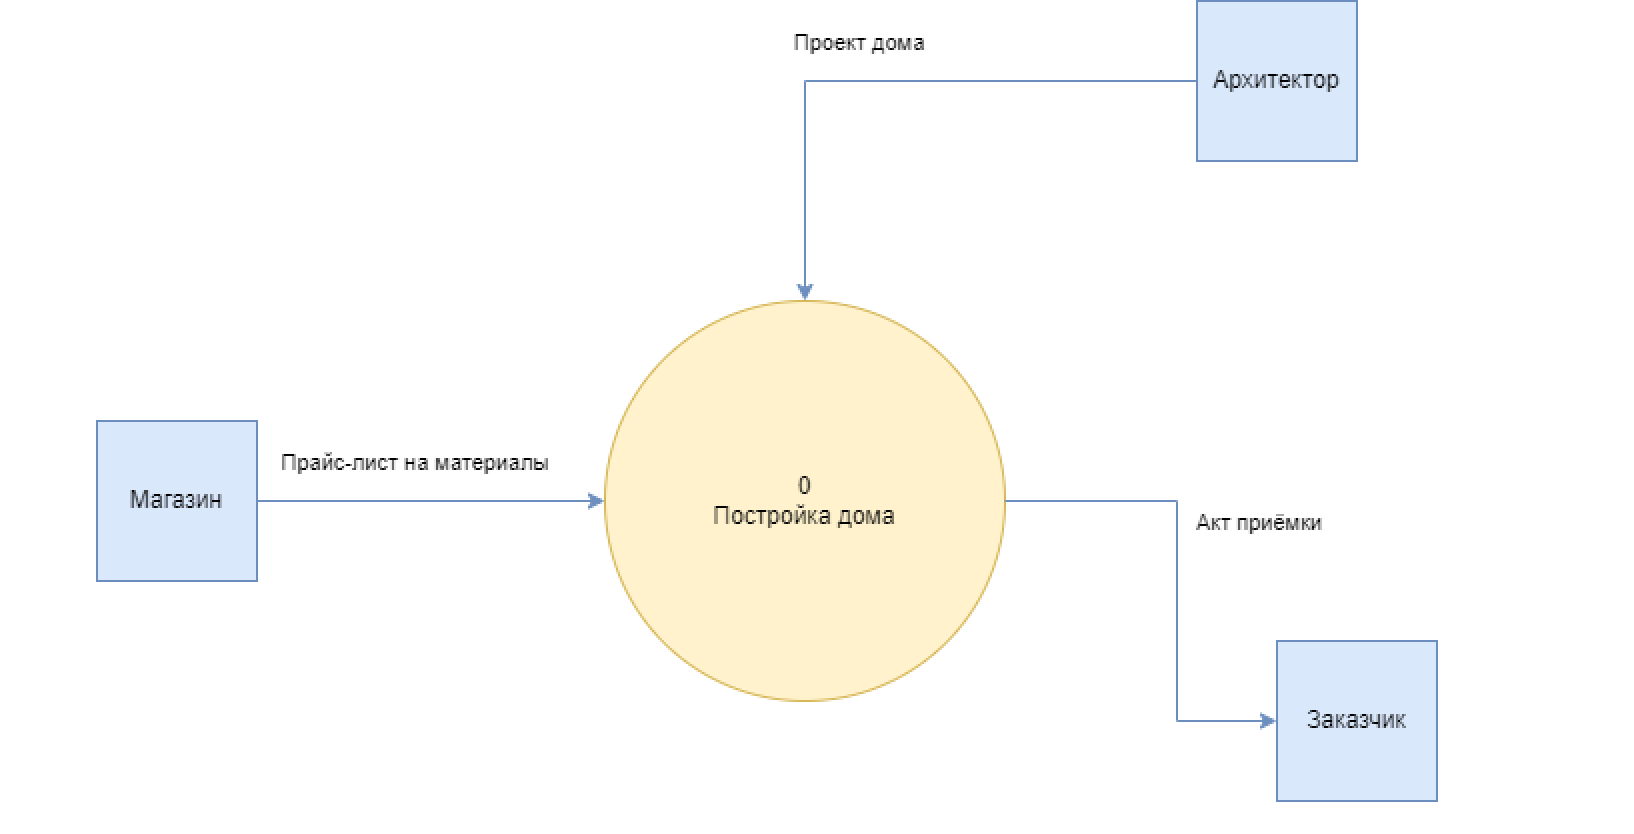 Проект дома
Архитектор
Прайс-лист на материалы
Магазин
0
Постройка дома
Акт приёмки
Заказчик